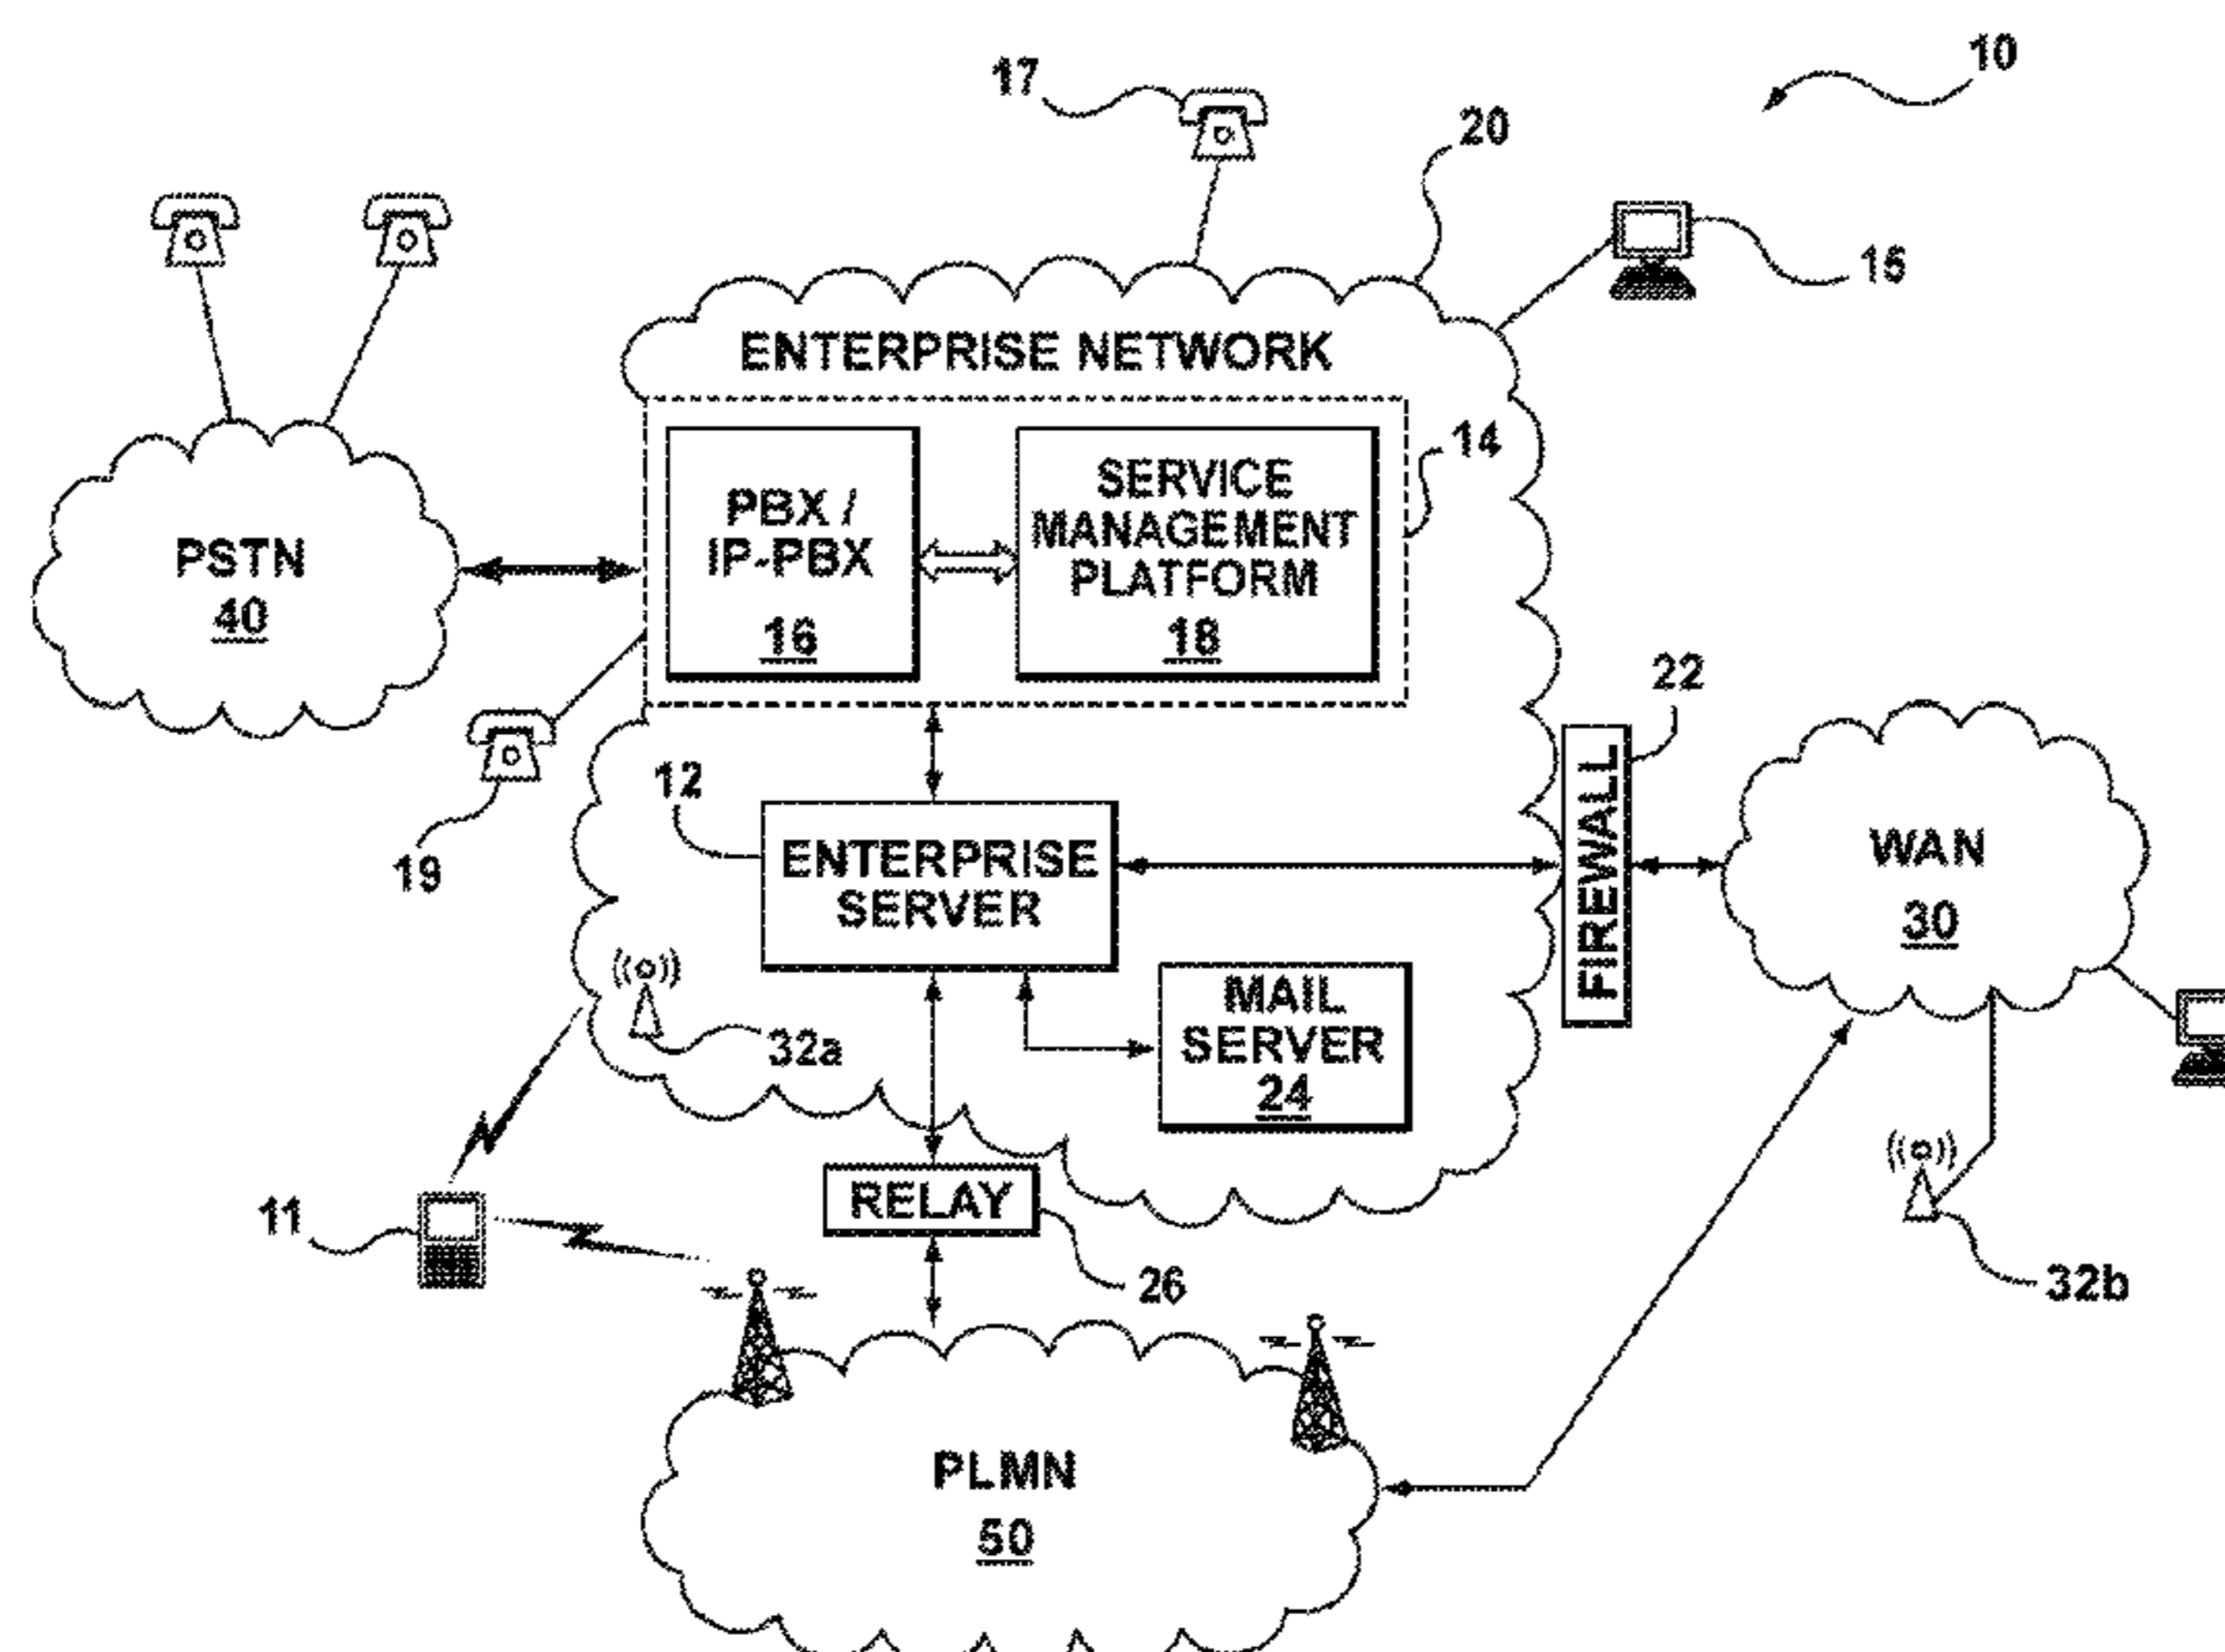 10
17
20
15
ENTERPRISE NETWORK
14
PBX /
IP-PBX
16
SERVICE
MANAGEMENT
PLATFORM
18
PSTN
40
22
12
19
ENTERPRISE
SERVER
FIREWALL
WAN
30
32a
MAIL
SERVER
24
11
RELAY
26
32b
PLMN
50